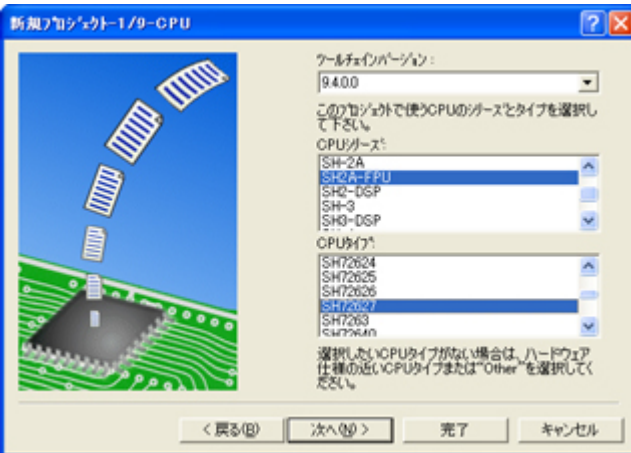 新規ﾌﾟﾛｼﾞｪｸﾄ-1/9-CPU
ﾂｰﾙﾁｪｲﾝﾊﾞｰｼﾞｮﾝ :
9.4.0.0
このﾌﾟﾛｼﾞｪｸﾄで使うCPUのｼﾘｰｽﾞとﾀｲﾌﾟを選択し
て下さい。
CPUｼﾘｰｽﾞ:
SH-2A
SH2A-FPU
SH2-DSP
SH-3
SH3-DSP
CPUﾀｲﾌﾟ:
SH72624
SH72625
SH72626
SH72627
SH7263
SH72640
選択したいCPUﾀｲﾌﾟがない場合は、ハードウェア
仕様の近いCPUﾀｲﾌﾟまたは"Other"を選択してく
ださい。
< 戻る(B)
次へ(N) >
完了
ｷｬﾝｾﾙ